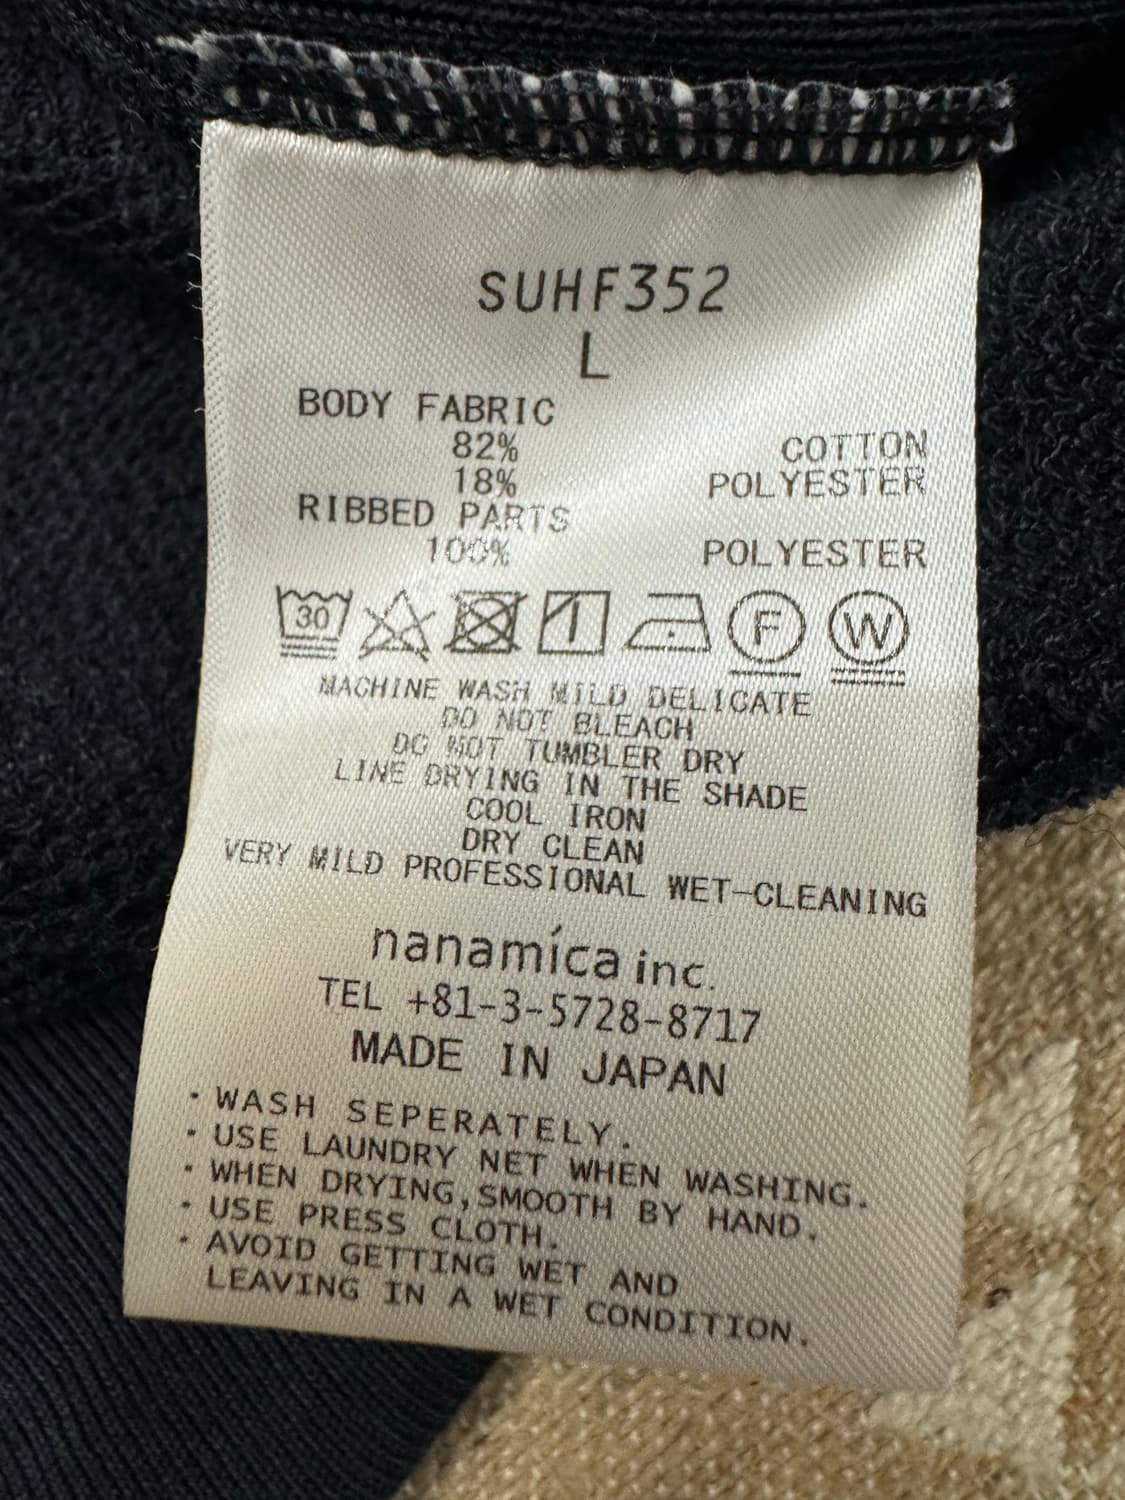 SUHF352
L
BODY FABRIC
82% COTTON
18% POLYESTER
RIBBED PARTS
100% POLYESTER
30 F W
MACHINE WASH MILD DELICATE
DO NOT BLEACH
DO NOT TUMBLER DRY
LINE DRYING IN THE SHADE
COOL IRON
DRY CLEAN
VERY MILD PROFESSIONAL WET-CLEANING
nanamíca inc.
TEL +81-3-5728-8717
MADE IN JAPAN
・WASH SEPERATELY.
・USE LAUNDRY NET WHEN WASHING.
・WHEN DRYING,SMOOTH BY HAND.
・USE PRESS CLOTH.
・AVOID GETTING WET AND
LEAVING IN A WET CONDITION.